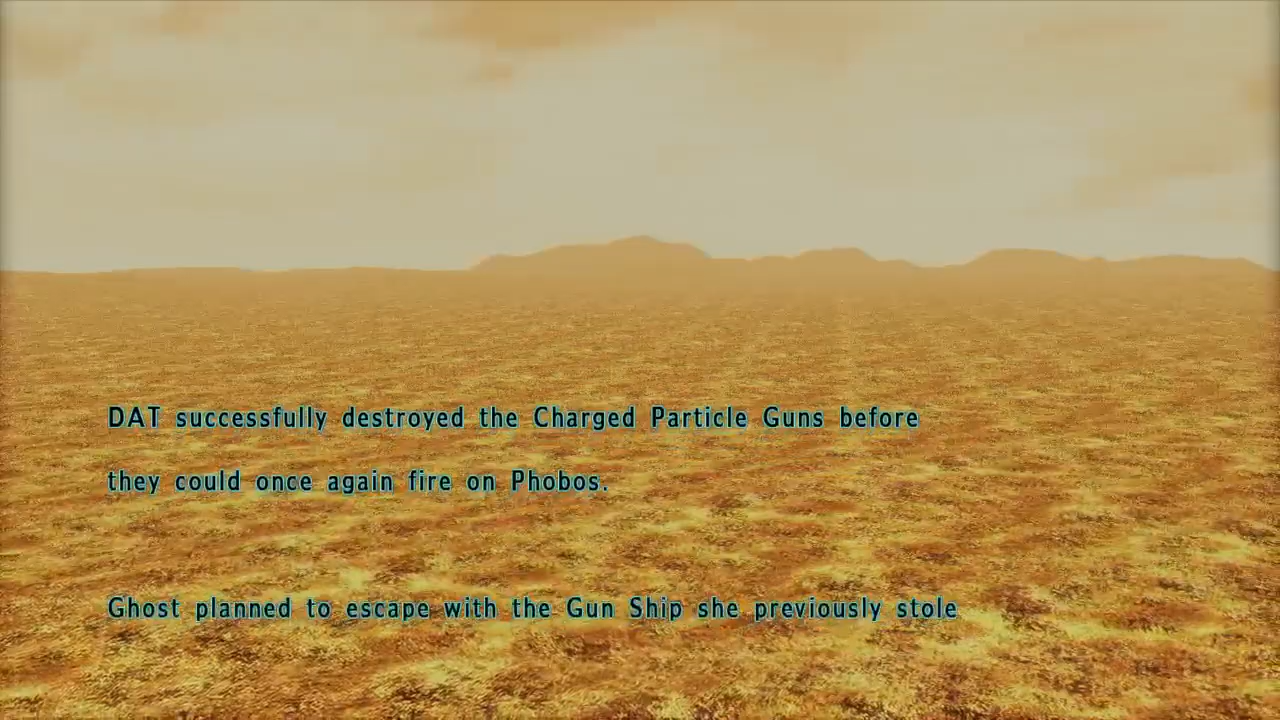 DAT successfully destroyed the Charged Particle Guns before
they could once again fire on Phobos.
Ghost planned to escape with the Gun Ship she previously stole